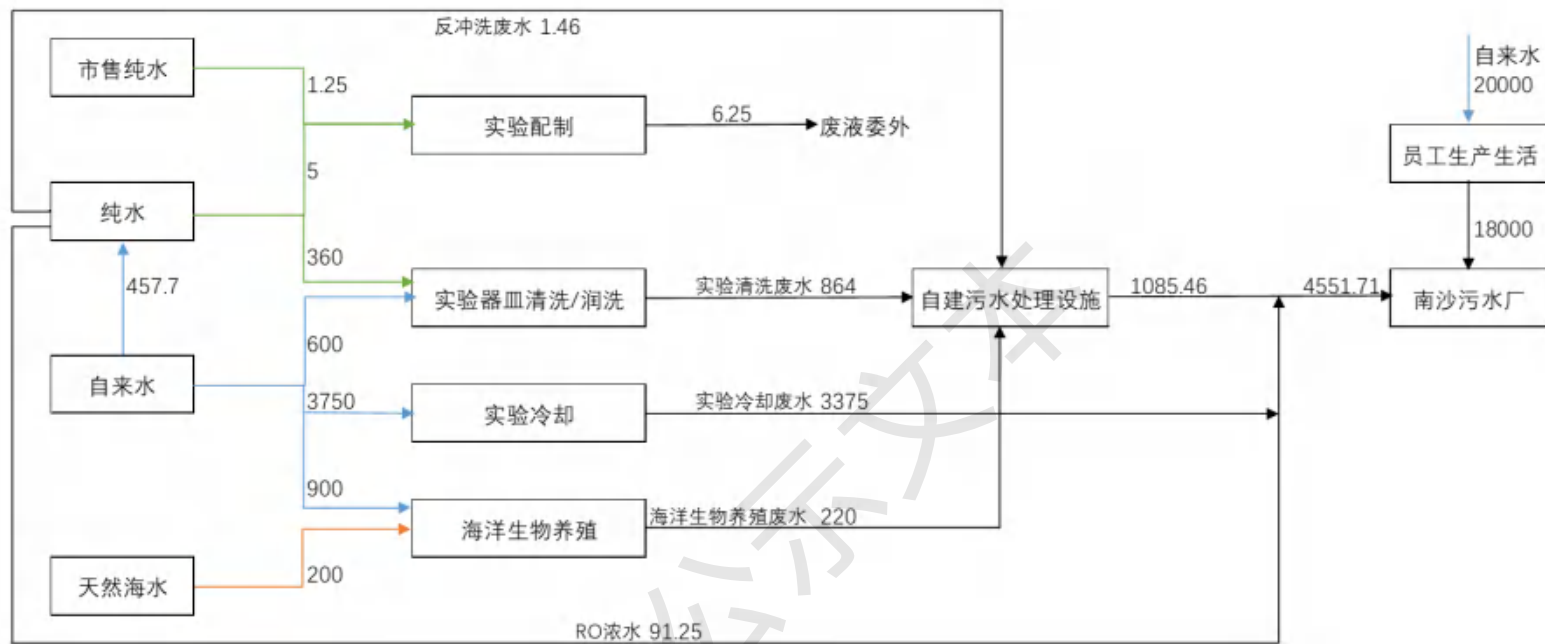 反冲洗废水 1.46
市售纯水
1.25
实验配制
6.25
废液委外
自来水
20000
员工生产生活
5
纯水
18000
360
457.7
实验器皿清洗/润洗
实验清洗废水 864
自建污水处理设施
1085.46
4551.71
南沙污水厂
600
自来水
3750
实验冷却
实验冷却废水 3375
900
海洋生物养殖
海洋生物养殖废水 220
天然海水
200
RO浓水 91.25
公示文本